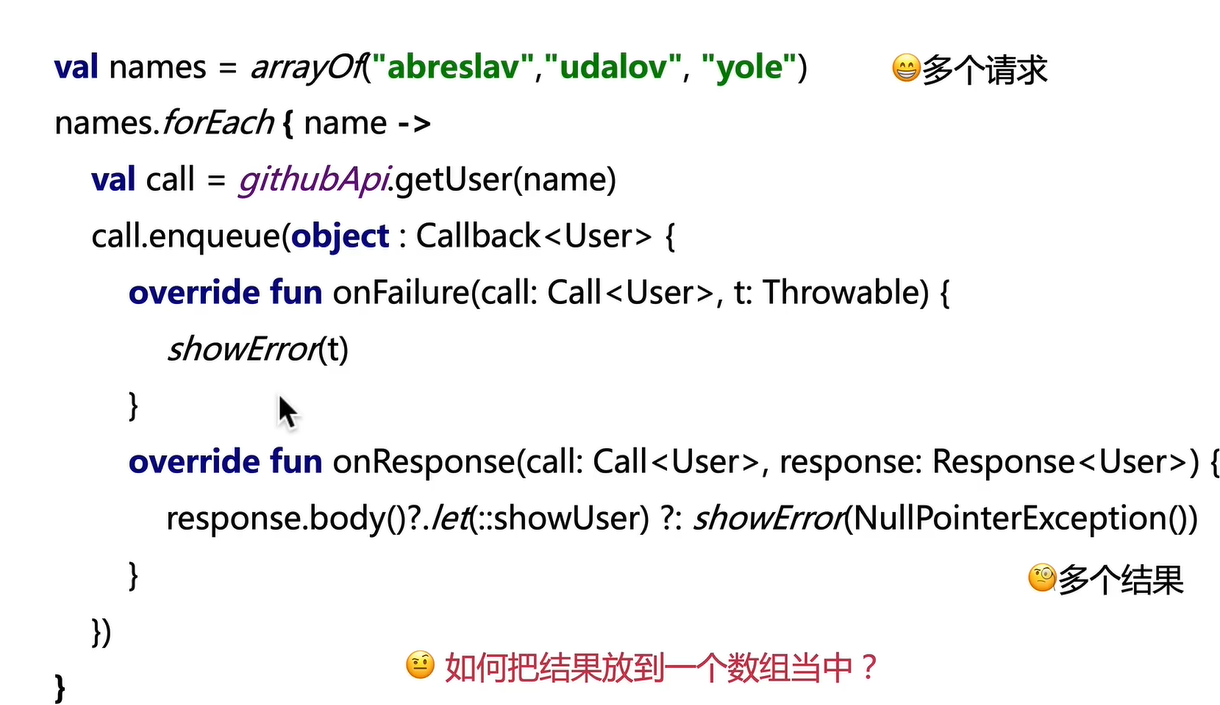 val names = arrayOf("abreslav","udalov", "yole") 😁多个请求
names.forEach { name ->
val call = githubApi.getUser(name)
call.enqueue(object : Callback<User> {
override fun onFailure(call: Call<User>, t: Throwable) {
showError(t)
}
override fun onResponse(call: Call<User>, response: Response<User>) {
response.body()?.let(::showUser) ?: showError(NullPointerException())
}
🧐多个结果
})
🤨 如何把结果放到一个数组当中？
}